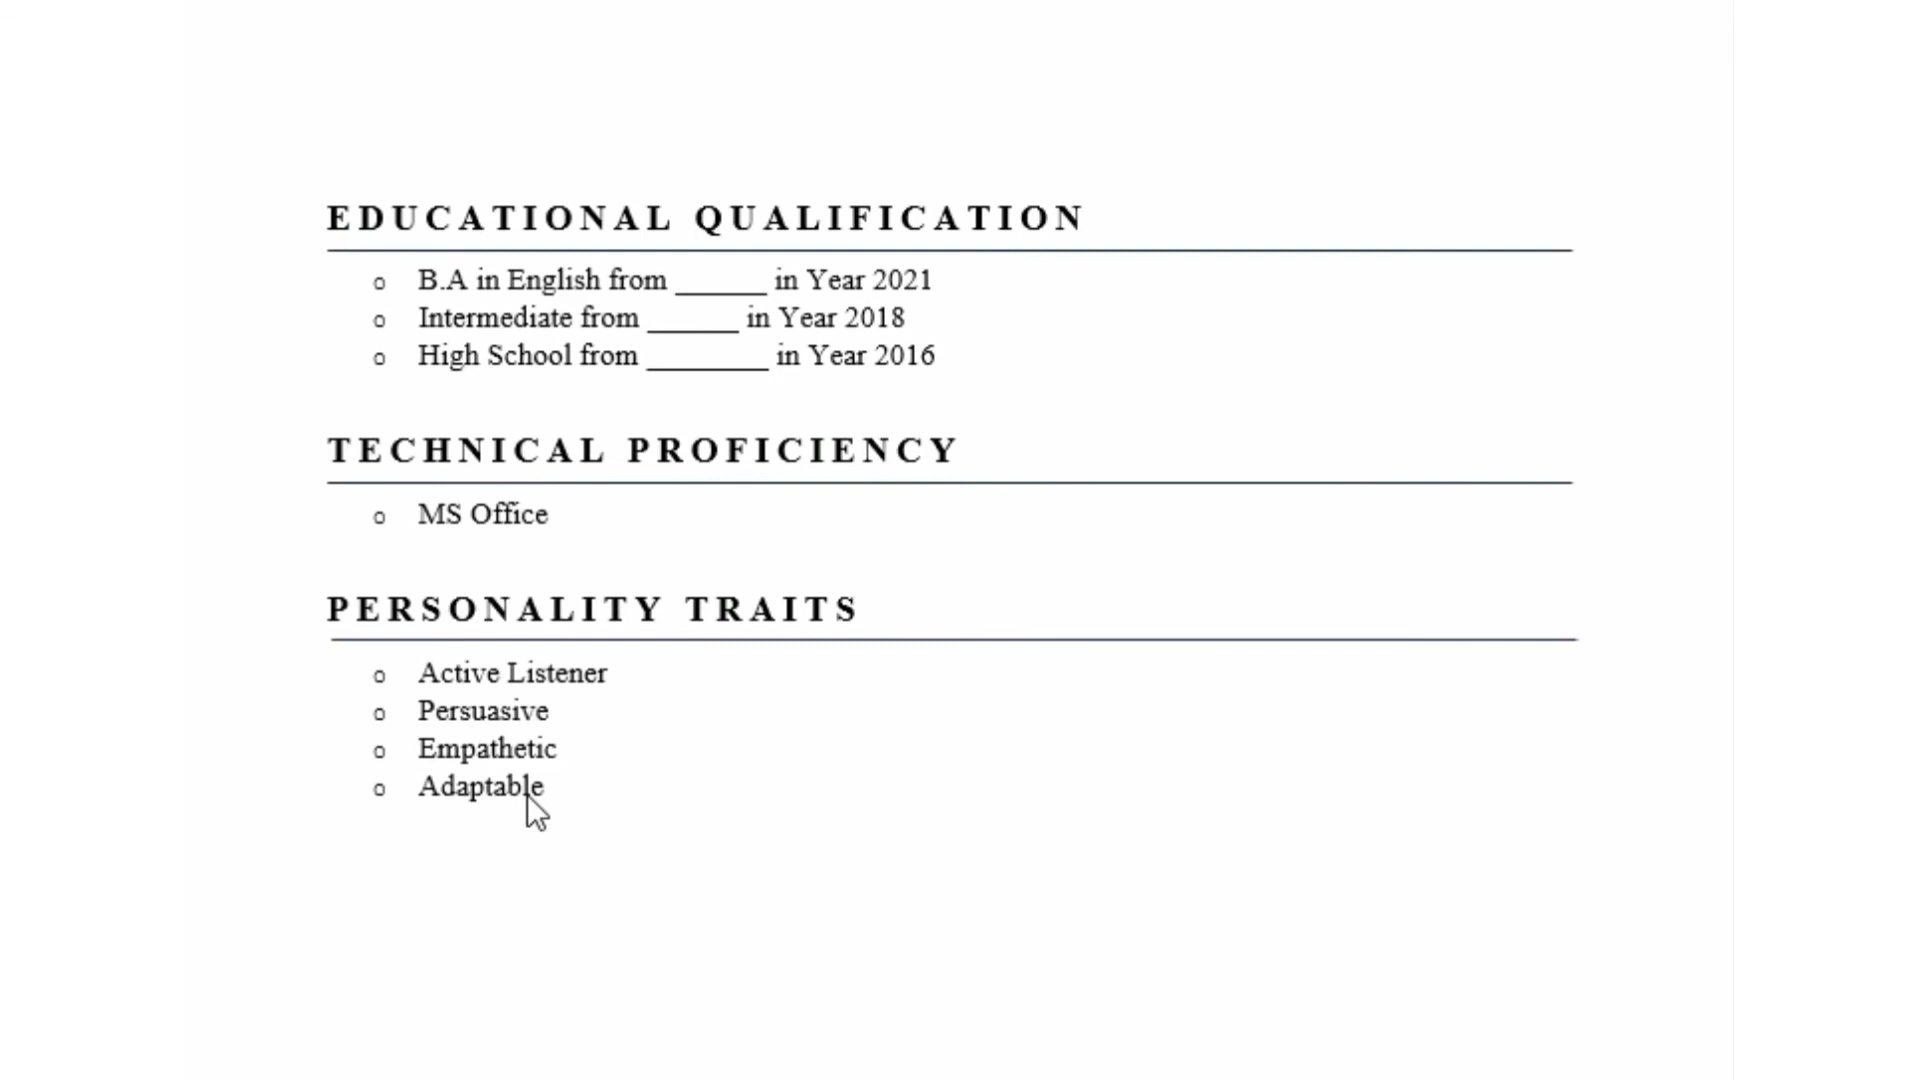 EDUCATIONAL QUALIFICATION
o B.A in English from ______ in Year 2021
o Intermediate from ______ in Year 2018
o High School from ________ in Year 2016
TECHNICAL PROFICIENCY
o MS Office
PERSONALITY TRAITS
o Active Listener
o Persuasive
o Empathetic
o Adaptable